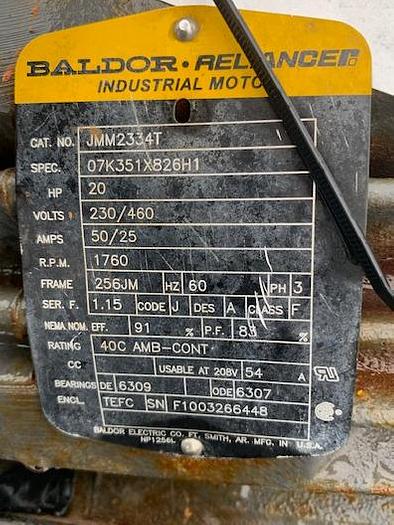 BALDOR • RELIANCER
INDUSTRIAL MOTO
CAT. NO. JMM2334T
SPEC. 07K351X826H1
HP 20
VOLTS 230/460
AMPS 50/25
R.P.M. 1760
FRAME 256JM HZ 60 PH 3
SER. F. 1.15 CODE J DES A CLASS F
NEMA NOM. EFF. 91 % P.F. 83 %
RATING 40C AMB-CONT
CC USABLE AT 208V 54 A
BEARINGS DE 6309 ODE 6307
ENCL. TEFC SN F1003266448
BALDOR ELECTRIC CO. FT. SMITH, AR. MFG. IN U.S.A.
HP1256L